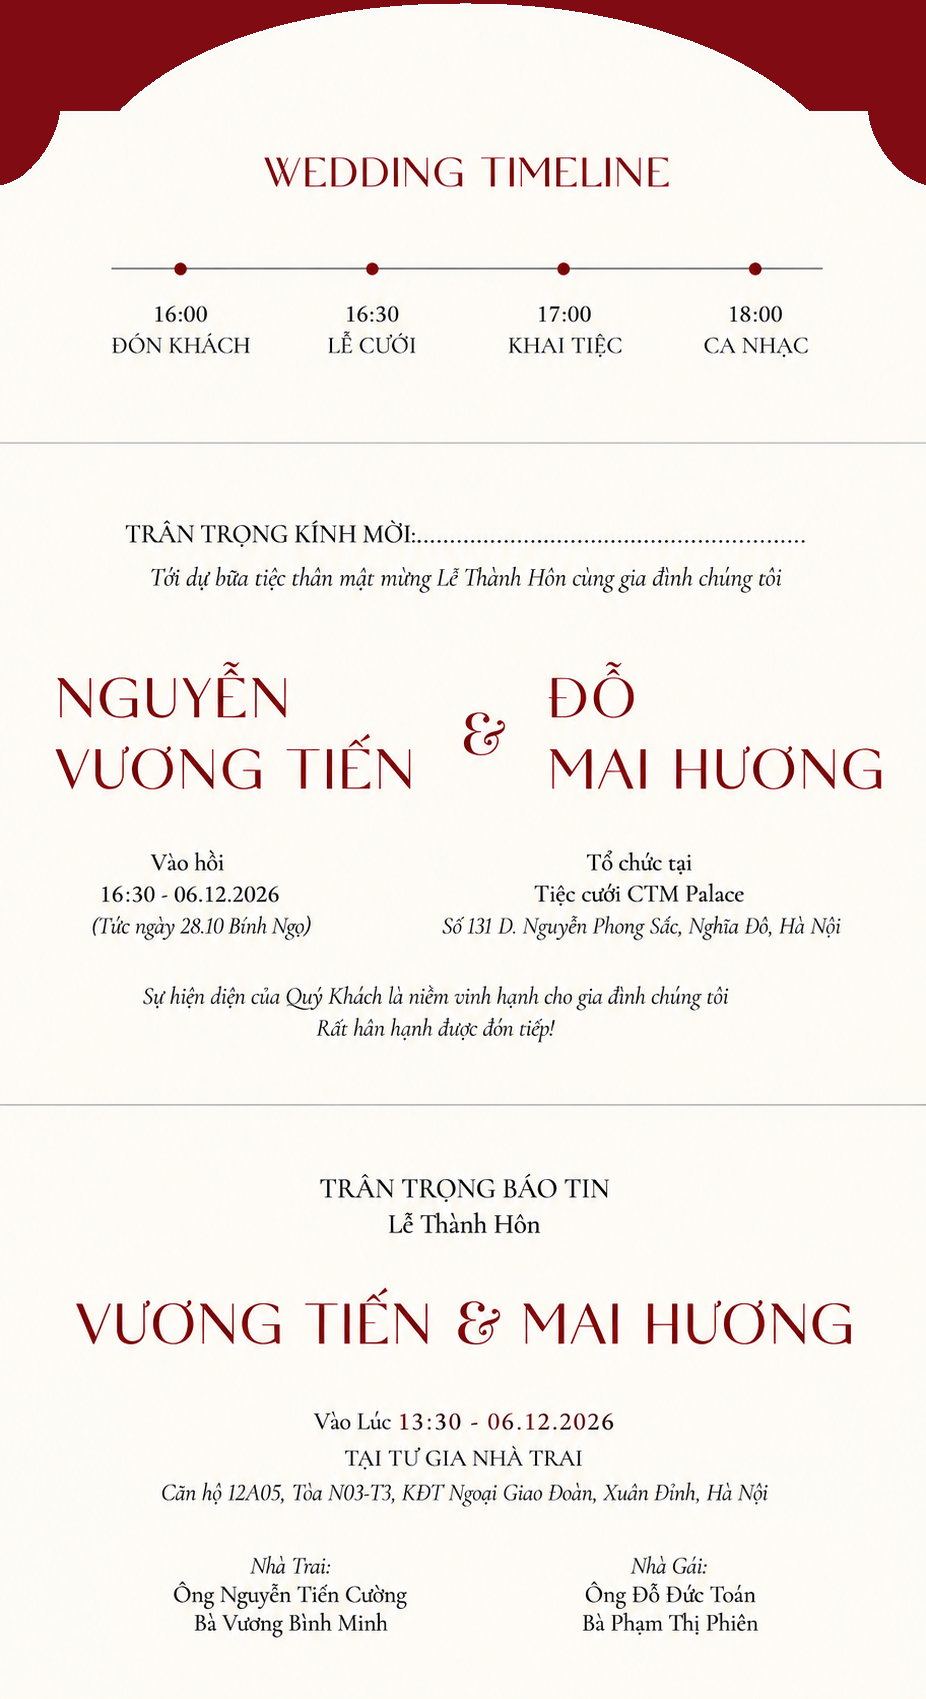 WEDDING TIMELINE
16:00 16:30 17:00 18:00
ĐÓN KHÁCH LỄ CƯỚI KHAI TIỆC CA NHẠC
TRÂN TRỌNG KÍNH MỜI:..........................................................
Tới dự bữa tiệc thân mật mừng Lễ Thành Hôn cùng gia đình chúng tôi
NGUYỄN
VƯƠNG TIẾN
&
ĐỖ
MAI HƯƠNG
Vào hồi
16:30 - 06.12.2026
(Tức ngày 28.10 Bính Ngọ)
Tổ chức tại
Tiệc cưới CTM Palace
Số 131 D. Nguyễn Phong Sắc, Nghĩa Đô, Hà Nội
Sự hiện diện của Quý Khách là niềm vinh hạnh cho gia đình chúng tôi
Rất hân hạnh được đón tiếp!
TRÂN TRỌNG BÁO TIN
Lễ Thành Hôn
VƯƠNG TIẾN & MAI HƯƠNG
Vào Lúc 13:30 - 06.12.2026
TẠI TƯ GIA NHÀ TRAI
Căn hộ 12A05, Tòa N03-T3, KĐT Ngoại Giao Đoàn, Xuân Đỉnh, Hà Nội
Nhà Trai:
Ông Nguyễn Tiến Cường
Bà Vương Bình Minh
Nhà Gái:
Ông Đỗ Đức Toán
Bà Phạm Thị Phiên